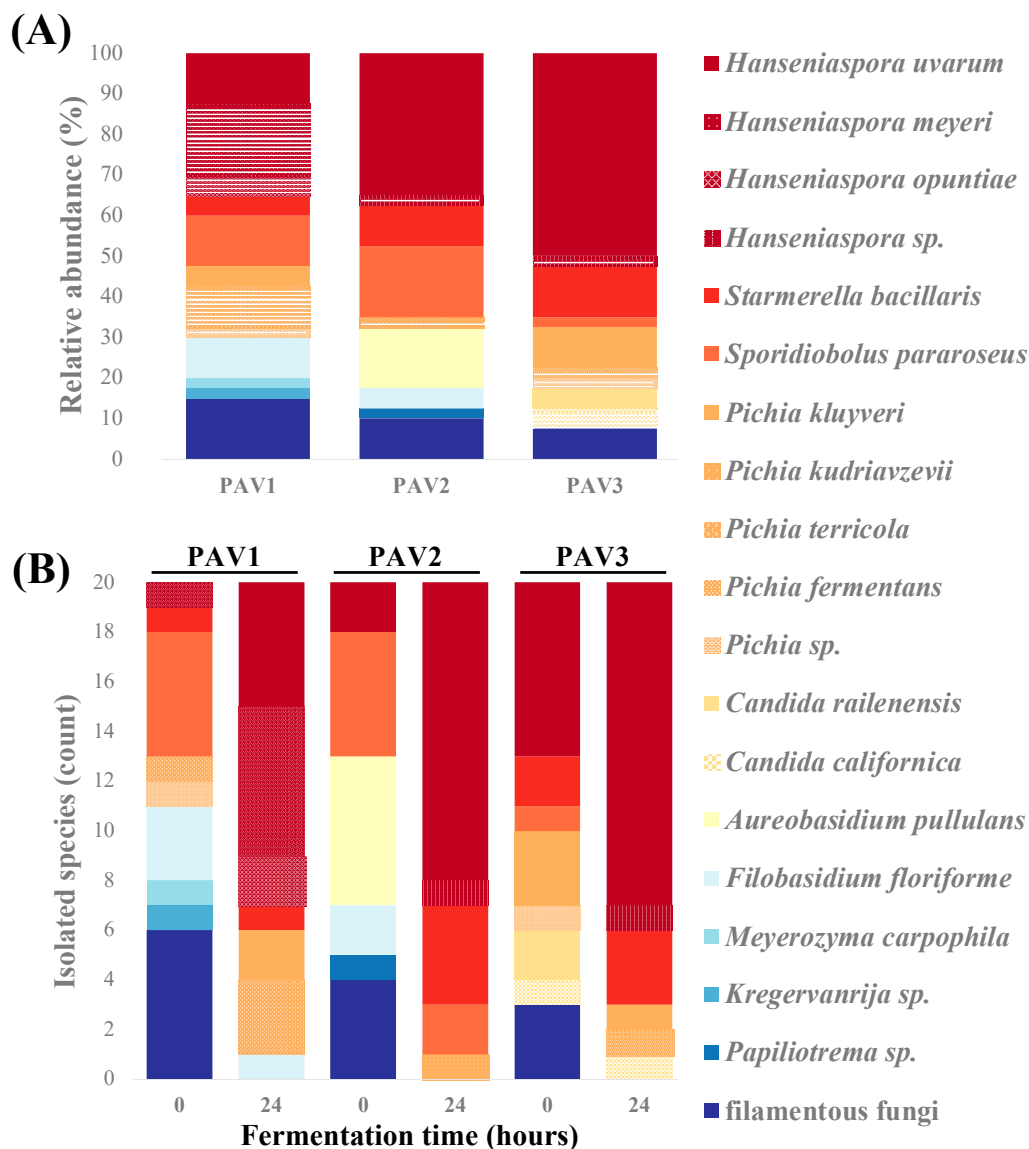 (A)
Relative abundance (%)
100
90
80
70
60
50
40
30
20
10
0
PAV1 PAV2 PAV3
(B)
PAV1 PAV2 PAV3
Isolated species (count)
20
18
16
14
12
10
8
6
4
2
0
0 24 0 24 0 24
Fermentation time (hours)
Hanseniaspora uvarum
Hanseniaspora meyeri
Hanseniaspora opuntiae
Hanseniaspora sp.
Starmerella bacillaris
Sporidiobolus pararoseus
Pichia kluyveri
Pichia kudriavzevii
Pichia terricola
Pichia fermentans
Pichia sp.
Candida railenensis
Candida californica
Aureobasidium pullulans
Filobasidium floriforme
Meyerozyma carpophila
Kregervanrija sp.
Papiliotrema sp.
filamentous fungi